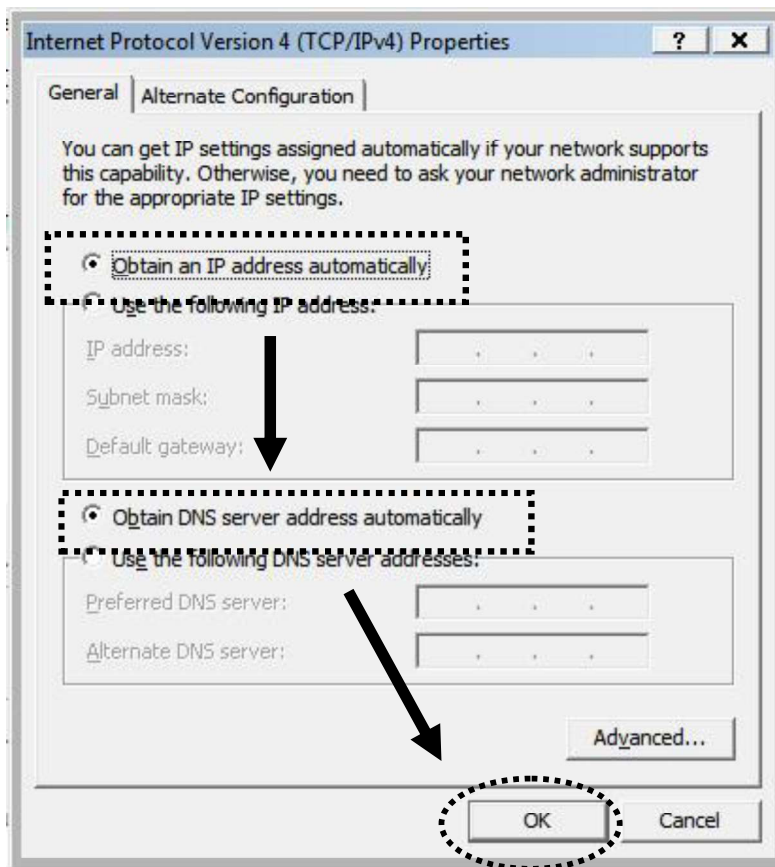 Internet Protocol Version 4 (TCP/IPv4) Properties
?
X
General
Alternate Configuration
You can get IP settings assigned automatically if your network supports
this capability. Otherwise, you need to ask your network administrator
for the appropriate IP settings.
Obtain an IP address automatically
Use the following IP address:
IP address:
Subnet mask:
Default gateway:
Obtain DNS server address automatically
Use the following DNS server addresses:
Preferred DNS server:
Alternate DNS server:
Advanced...
OK
Cancel